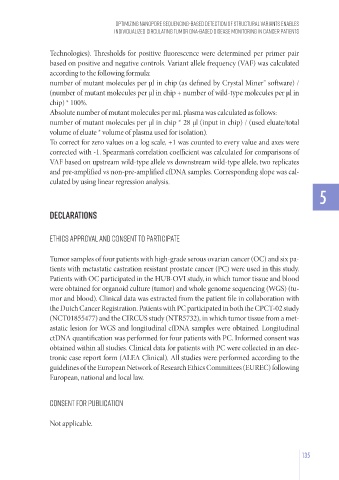 OPTIMIZING NANOPORE SEQUENCING-BASED DETECTION OF STRUCTURAL VARIANTS ENABLES
INDIVIDUALIZED CIRCULATING TUMOR DNA-BASED DISEASE MONITORING IN CANCER PATIENTS
Technologies). Thresholds for positive fluorescence were determined per primer pair
based on positive and negative controls. Variant allele frequency (VAF) was calculated
according to the following formula:
number of mutant molecules per µl in chip (as defined by Crystal Miner" software) /
(number of mutant molecules per µl in chip + number of wild-type molecules per µl in
chip) * 100%.
Absolute number of mutant molecules per mL plasma was calculated as follows:
number of mutant molecules per µl in chip * 28 µl (input in chip) / (used eluate/total
volume of eluate * volume of plasma used for isolation).
To correct for zero values on a log scale, +1 was counted to every value and axes were
corrected with -1. Spearman's correlation coefficient was calculated for comparisons of
VAF based on upstream wild-type allele vs downstream wild-type allele, two replicates
and pre-amplified vs non-pre-amplified cfDNA samples. Corresponding slope was cal-
culated by using linear regression analysis.
5
DECLARATIONS
ETHICS APPROVAL AND CONSENT TO PARTICIPATE
Tumor samples of four patients with high-grade serous ovarian cancer (OC) and six pa-
tients with metastatic castration resistant prostate cancer (PC) were used in this study.
Patients with OC participated in the HUB-OVI study, in which tumor tissue and blood
were obtained for organoid culture (tumor) and whole genome sequencing (WGS) (tu-
mor and blood). Clinical data was extracted from the patient file in collaboration with
the Dutch Cancer Registration. Patients with PC participated in both the CPCT-02 study
(NCT01855477) and the CIRCUS study (NTR5732), in which tumor tissue from a met-
astatic lesion for WGS and longitudinal cfDNA samples were obtained. Longitudinal
ctDNA quantification was performed for four patients with PC. Informed consent was
obtained within all studies. Clinical data for patients with PC were collected in an elec-
tronic case report form (ALEA Clinical). All studies were performed according to the
guidelines of the European Network of Research Ethics Committees (EUREC) following
European, national and local law.
CONSENT FOR PUBLICATION
Not applicable.
135